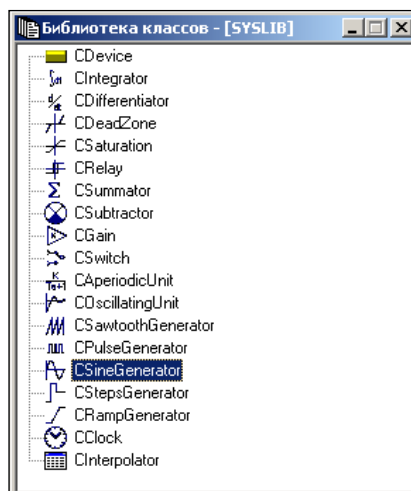 Библиотека классов - [SYSLIB]
CDevice
CIntegrator
CDifferentiator
CDeadZone
CSaturation
CRelay
CSummator
CSubtractor
CGain
CSwitch
CAperiodicUnit
COscillatingUnit
CSawtoothGenerator
CPulseGenerator
CSineGenerator
CStepsGenerator
CRampGenerator
CClock
CInterpolator